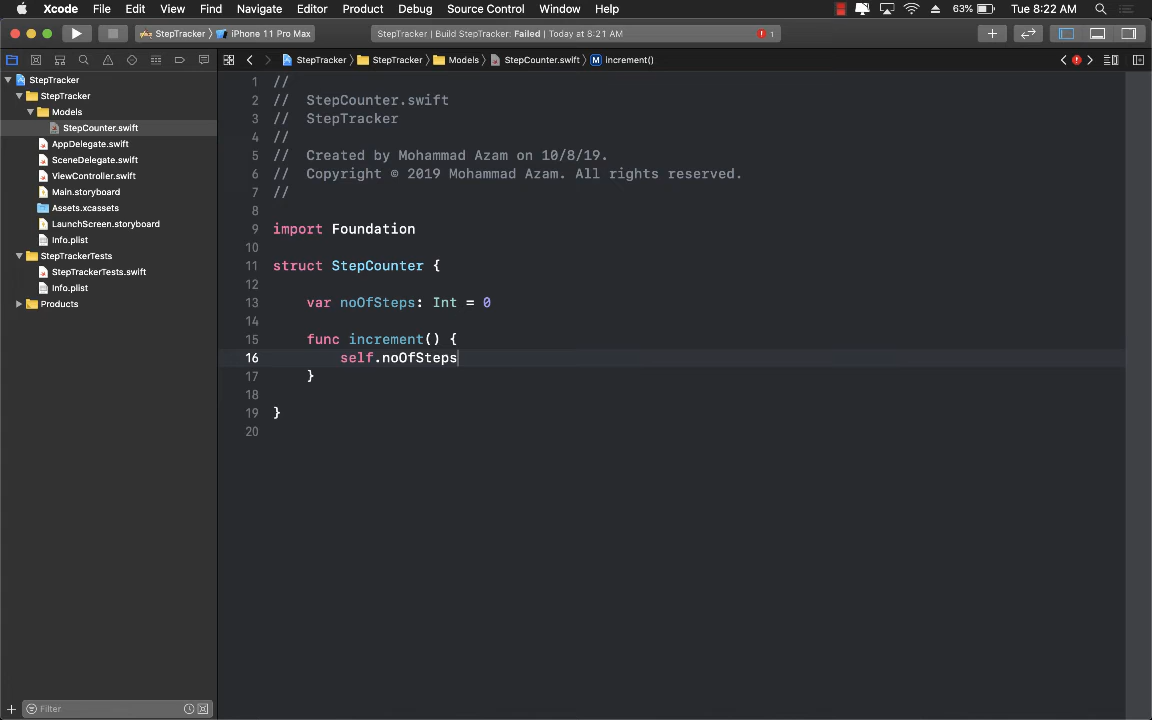 Xcode File Edit View Find Navigate Editor Product Debug Source Control Window Help 63% Tue 8:22 AM
StepTracker iPhone 11 Pro Max StepTracker | Build StepTracker: Failed | Today at 8:21 AM 1
StepTracker StepTracker Models StepCounter.swift M increment()
StepTracker
StepTracker
Models
StepCounter.swift
AppDelegate.swift
SceneDelegate.swift
ViewController.swift
Main.storyboard
Assets.xcassets
LaunchScreen.storyboard
Info.plist
StepTrackerTests
StepTrackerTests.swift
Info.plist
Products
Filter
1 //
2 // StepCounter.swift
3 // StepTracker
4 //
5 // Created by Mohammad Azam on 10/8/19.
6 // Copyright © 2019 Mohammad Azam. All rights reserved.
7 //
8
9 import Foundation
10
11 struct StepCounter {
12
13 var noOfSteps: Int = 0
14
15 func increment() {
16 self.noOfSteps
17 }
18
19 }
20